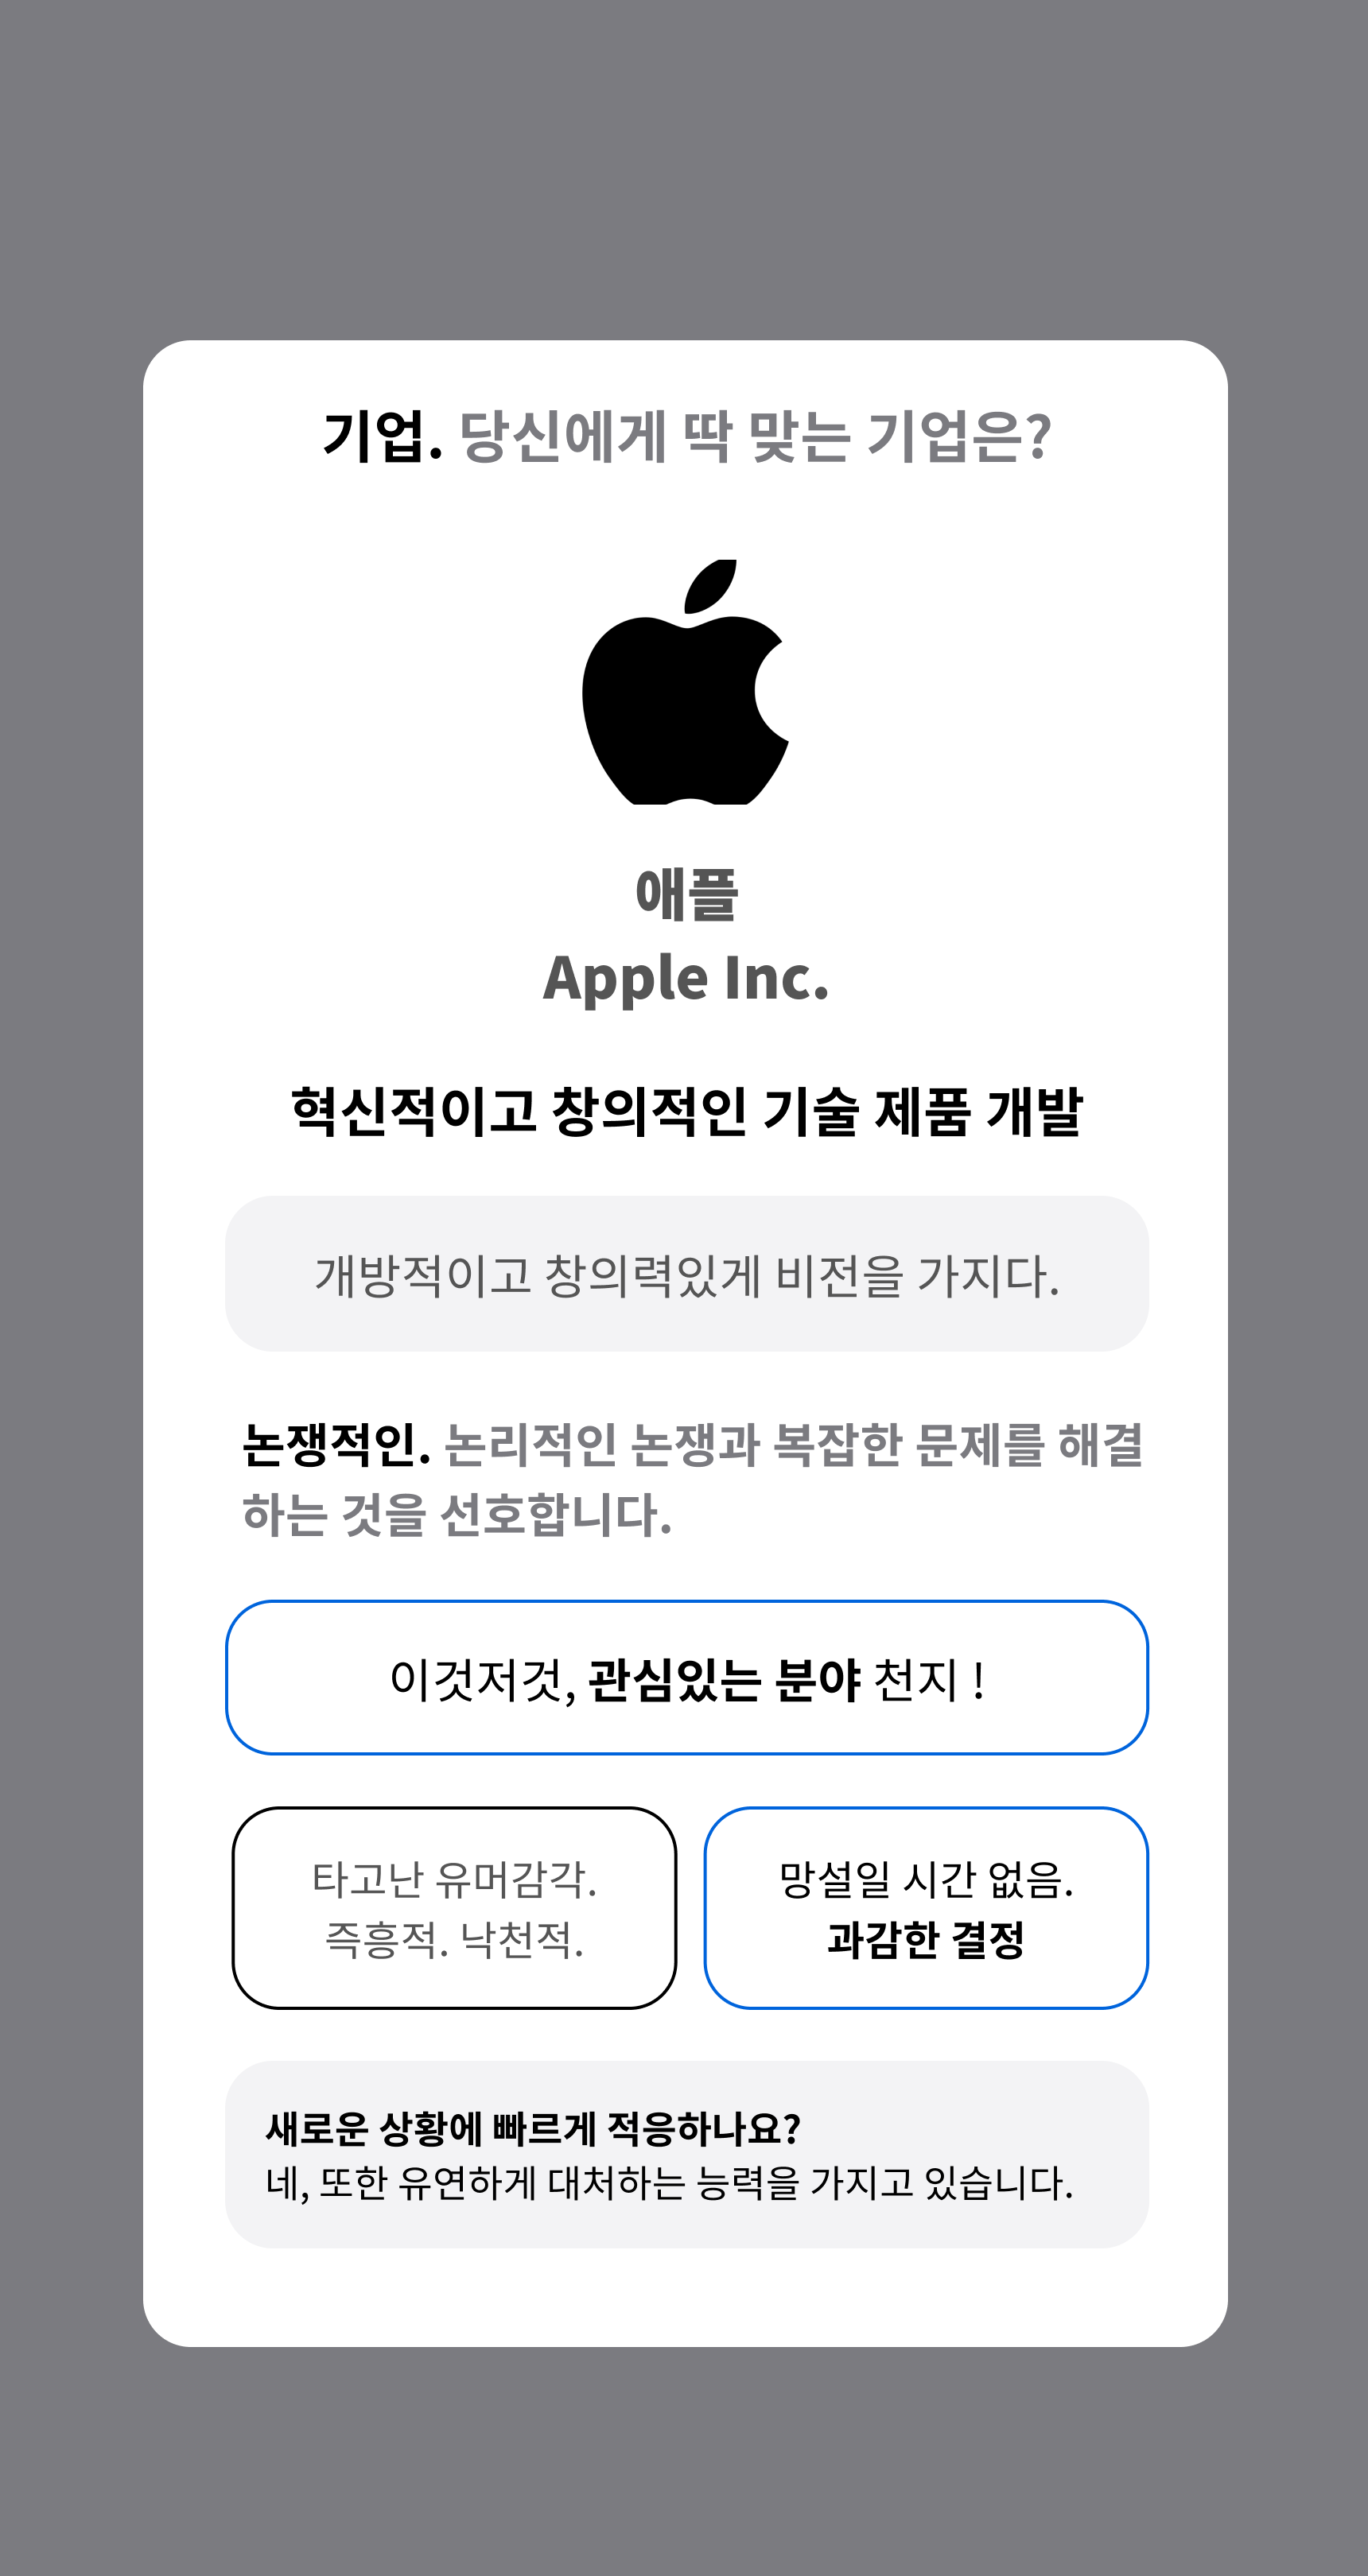 기업. 당신에게 딱 맞는 기업은?
애플
Apple Inc.
혁신적이고 창의적인 기술 제품 개발
개방적이고 창의력있게 비전을 가지다.
논쟁적인. 논리적인 논쟁과 복잡한 문제를 해결
하는 것을 선호합니다.
이것저것, 관심있는 분야 천지 !
타고난 유머감각.
즉흥적. 낙천적.
망설일 시간 없음.
과감한 결정
새로운 상황에 빠르게 적응하나요?
네, 또한 유연하게 대처하는 능력을 가지고 있습니다.